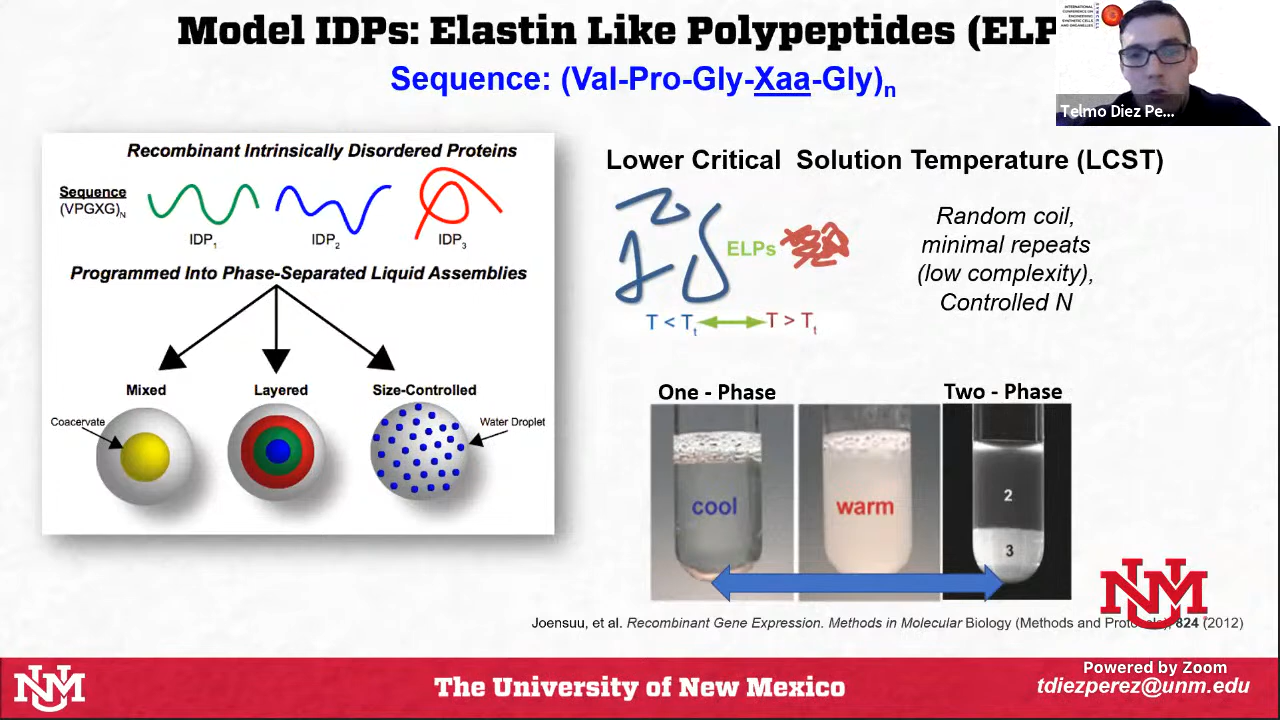 Model IDPs: Elastin Like Polypeptides (ELP
Sequence: (Val-Pro-Gly-Xaa-Gly)n
Telmo Diez Pe...
Recombinant Intrinsically Disordered Proteins
Sequence
(VPGXG)N
IDP1
IDP2
IDP3
Programmed Into Phase-Separated Liquid Assemblies
Mixed
Layered
Size-Controlled
Coacervate
Water Droplet
Lower Critical Solution Temperature (LCST)
ELPs
T < Tt
T > Tt
Random coil,
minimal repeats
(low complexity),
Controlled N
One - Phase
Two - Phase
cool
warm
2
3
UNM
Joensuu, et al. Recombinant Gene Expression. Methods in Molecular Biology (Methods and 824 (2012)
UNM
The University of New Mexico
Powered by Zoom
tdiezperez@unm.edu